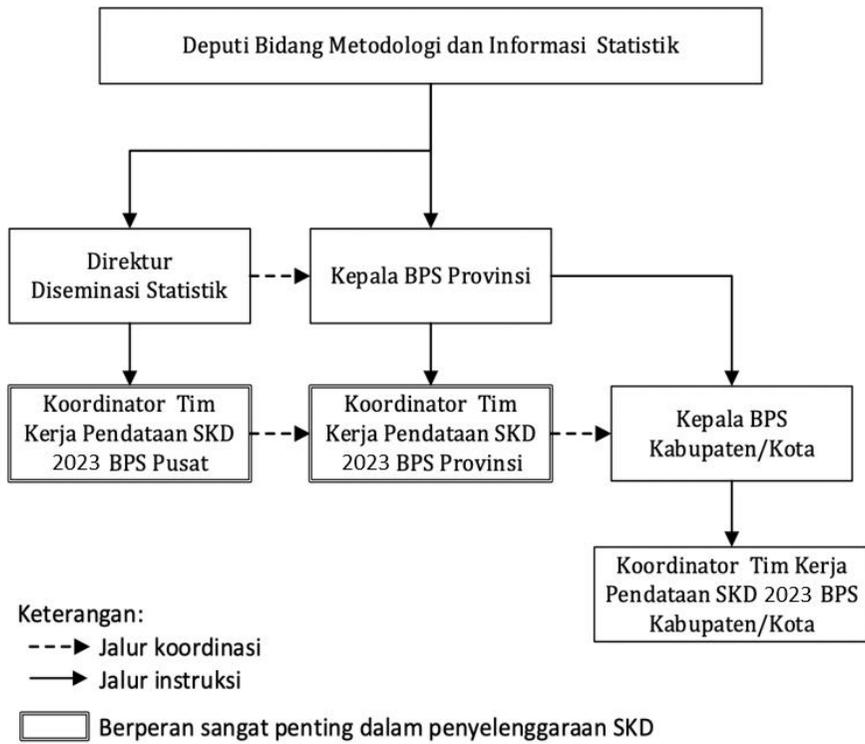 Deputi Bidang Metodologi dan Informasi Statistik
Direktur
Diseminasi Statistik
Kepala BPS Provinsi
Koordinator Tim
Kerja Pendataan SKD
2023 BPS Pusat
Koordinator Tim
Kerja Pendataan SKD
2023 BPS Provinsi
Kepala BPS
Kabupaten/Kota
Koordinator Tim Kerja
Pendataan SKD 2023 BPS
Kabupaten/Kota
Keterangan:
Jalur koordinasi
Jalur instruksi
Berperan sangat penting dalam penyelenggaraan SKD